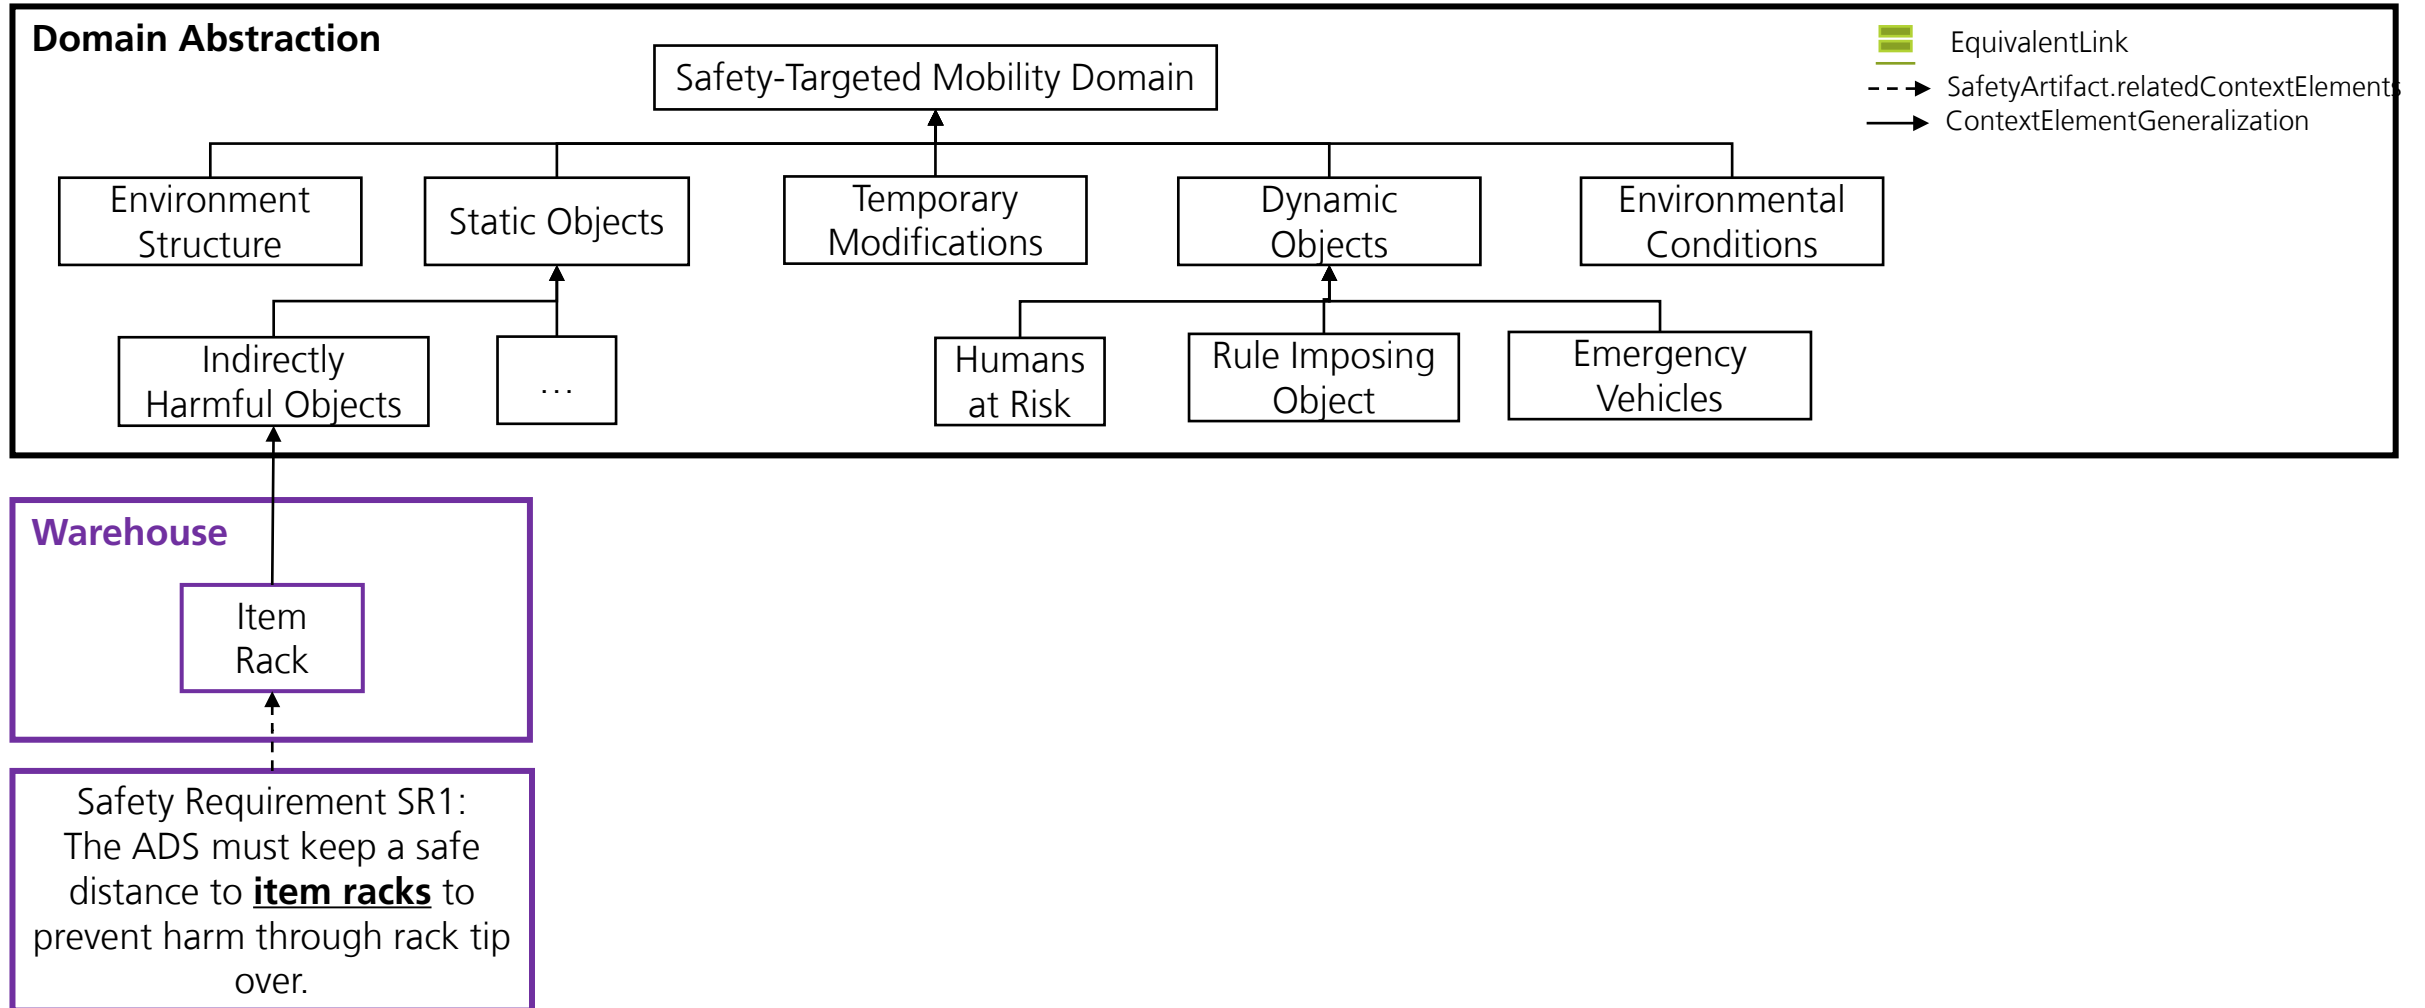 Domain Abstraction
EquivalentLink
SafetyArtifact.relatedContextElements
ContextElementGeneralization
Safety-Targeted Mobility Domain
Environment
Structure
Static Objects
Temporary
Modifications
Dynamic
Objects
Environmental
Conditions
Indirectly
Harmful Objects
...
Humans
at Risk
Rule Imposing
Object
Emergency
Vehicles
Warehouse
Item
Rack
Safety Requirement SR1:
The ADS must keep a safe
distance to item racks to
prevent harm through rack tip
over.